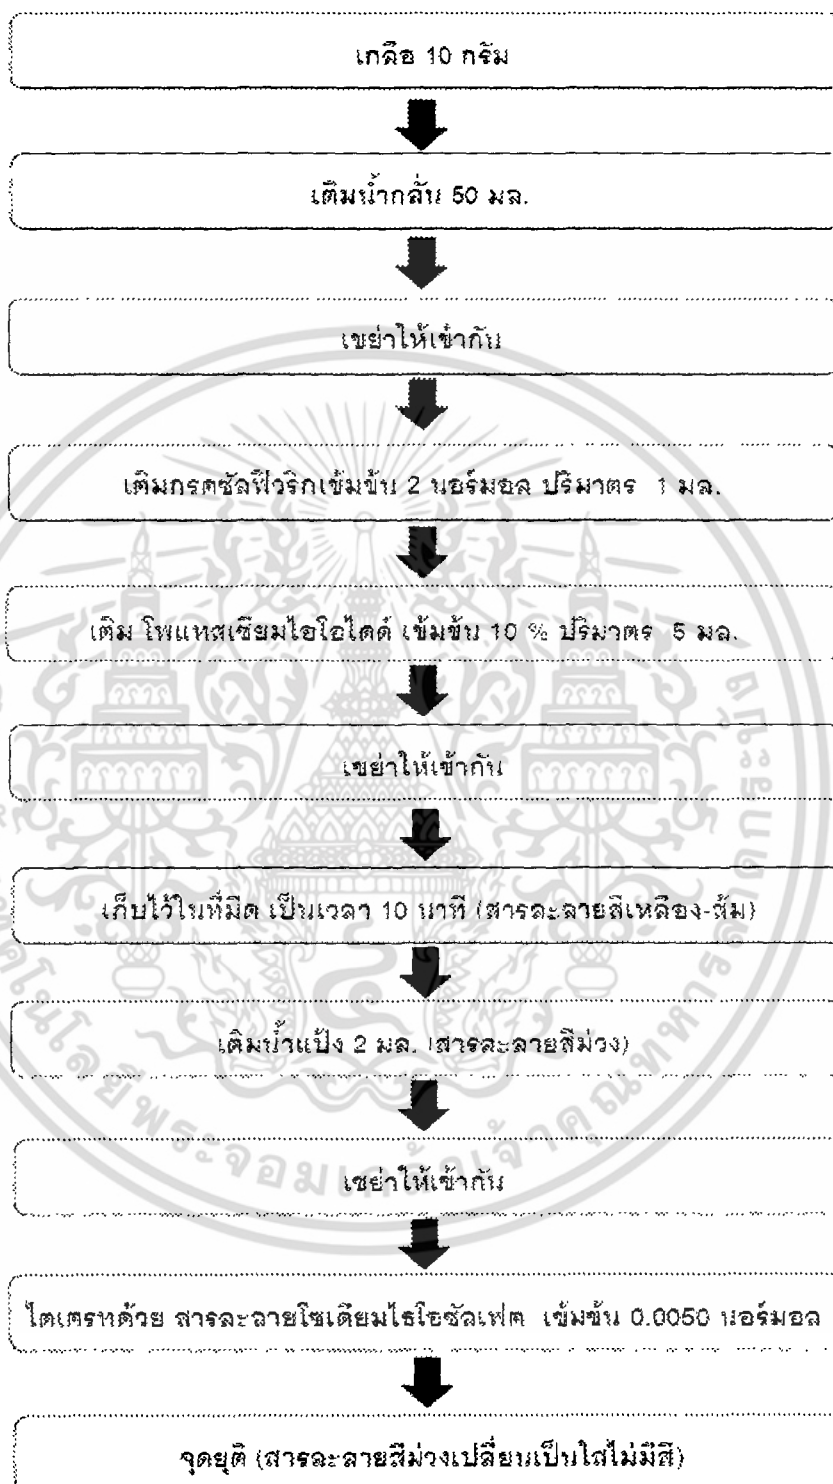 เกลือ 10 กรัม
เติมน้ำกลั่น 50 มล.
เขย่าให้เข้ากัน
เติมกรดซัลฟิวริกเข้มข้น 2 นอร์มอล ปริมาตร 1 มล.
เติม โพแทสเซียมไอโอไดด์ เข้มข้น 10 % ปริมาตร 5 มล.
เขย่าให้เข้ากัน
เก็บไว้ในที่มืด เป็นเวลา 10 นาที (สารละลายสีเหลือง-ส้ม)
เติมน้ำแป้ง 2 มล. (สารละลายสีม่วง)
เขย่าให้เข้ากัน
ไตเตรทด้วย สารละลายโซเดียมไธโอซัลเฟต เข้มข้น 0.0050 นอร์มอล
จุดยุติ (สารละลายสีม่วงเปลี่ยนเป็นใสไม่มีสี)